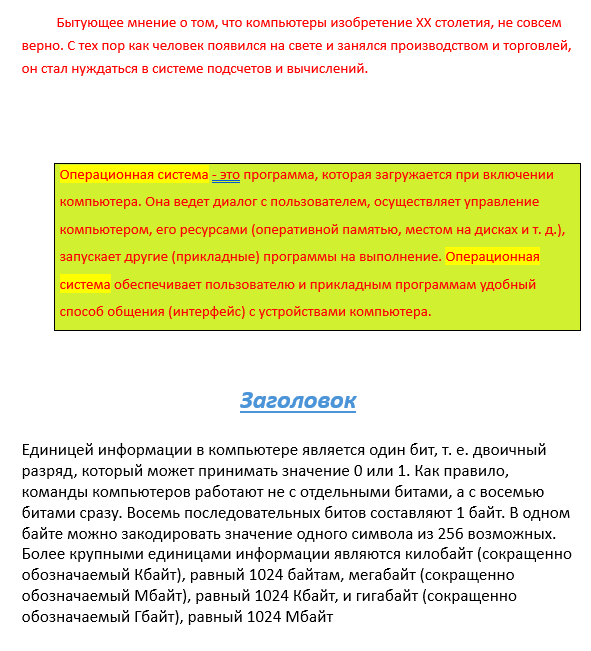 Бытующее мнение о том, что компьютеры изобретение XX столетия, не совсем
верно. С тех пор как человек появился на свете и занялся производством и торговлей,
он стал нуждаться в системе подсчетов и вычислений.
Операционная система - это программа, которая загружается при включении
компьютера. Она ведет диалог с пользователем, осуществляет управление
компьютером, его ресурсами (оперативной памятью, местом на дисках и т. д.),
запускает другие (прикладные) программы на выполнение. Операционная
система обеспечивает пользователю и прикладным программам удобный
способ общения (интерфейс) с устройствами компьютера.
Заголовок
Единицей информации в компьютере является один бит, т. е. двоичный
разряд, который может принимать значение 0 или 1. Как правило,
команды компьютеров работают не с отдельными битами, а с восемью
битами сразу. Восемь последовательных битов составляют 1 байт. В одном
байте можно закодировать значение одного символа из 256 возможных.
Более крупными единицами информации являются килобайт (сокращенно
обозначаемый Кбайт), равный 1024 байтам, мегабайт (сокращенно
обозначаемый Мбайт), равный 1024 Кбайт, и гигабайт (сокращенно
обозначаемый Гбайт), равный 1024 Мбайт